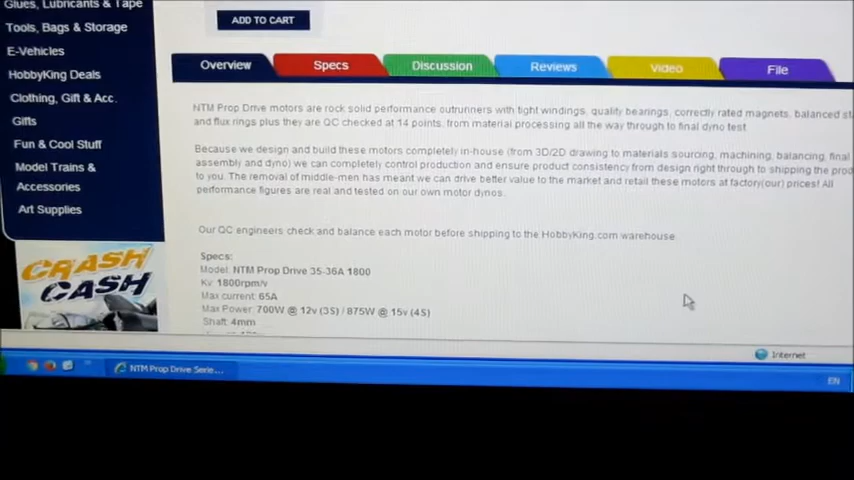 Glues, Lubricants & Tape
Tools, Bags & Storage
E-Vehicles
HobbyKing Deals
Clothing, Gift & Acc.
Gifts
Fun & Cool Stuff
Model Trains &
Accessories
Art Supplies
CRASH
CASH
ADD TO CART
Overview
Specs
Discussion
Reviews
Video
File
NTM Prop Drive motors are rock solid performance outrunners with tight windings, quality bearings, correctly rated magnets, balanced
and flux rings plus they are QC checked at 14 points, from material processing all the way through to final dyno test.
Because we design and build these motors completely in-house (from 3D/2D drawing to materials sourcing, machining, balancing, final
assembly and dyno) we can completely control production and ensure product consistency from design right through to shipping the
to you. The removal of middle-men has meant we can drive better value to the market and retail these motors at factory(our) prices! All
performance figures are real and tested on our own motor dynos.
Our QC engineers check and balance each motor before shipping to the HobbyKing.com warehouse
Specs:
Model: NTM Prop Drive 35-36A 1800
Kv: 1800rpm/v
Max current: 65A
Max Power: 700W @ 12v (3S) / 875W @ 15v (4S)
Shaft: 4mm
Internet
NTM Prop Drive Serie...
EN